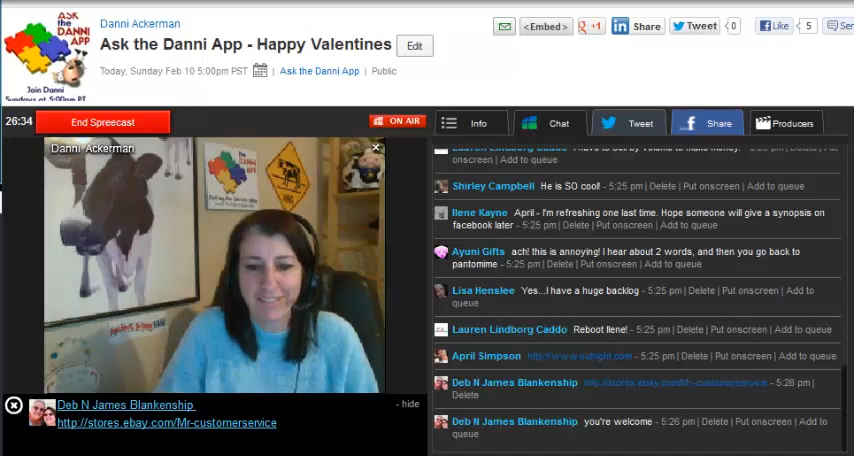 ASK
the
DANNI
APP
Join Danni
Sundays at 5:00pm PT
Danni Ackerman
Ask the Danni App - Happy Valentines
Edit
Today, Sunday Feb 10 5:00pm PST | Ask the Danni App | Public
<Embed>
+1
Share
Tweet
0
Like
5
26:34
End Spreecast
ON AIR
Info
Chat
Tweet
Share
Producers
Danni Ackerman
Lauren Lindborg Caddo
onscreen | Add to queue
Shirley Campbell He is SO cool! - 5:25 pm | Delete | Put onscreen | Add to queue
Ilene Kayne April - I'm refreshing one last time. Hope someone will give a synopsis on
facebook later - 5:25 pm | Delete | Put onscreen | Add to queue
Ayuni Gifts ach! this is annoying! I hear about 2 words, and then you go back to
pantomime - 5:25 pm | Delete | Put onscreen | Add to queue
Lisa Henslee Yes...I have a huge backlog - 5:25 pm | Delete | Put onscreen | Add to
queue
Lauren Lindborg Caddo Reboot Ilene! - 5:25 pm | Delete | Put onscreen | Add to queue
April Simpson http://www.outright.com - 5:25 pm | Delete | Put onscreen | Add to queue
Deb N James Blankenship http://stores.ebay.com/Mr-customerservice - 5:26 pm |
Delete
Deb N James Blankenship you're welcome - 5:26 pm | Delete | Put onscreen | Add to
queue
Deb N James Blankenship
- hide
http://stores.ebay.com/Mr-customerservice